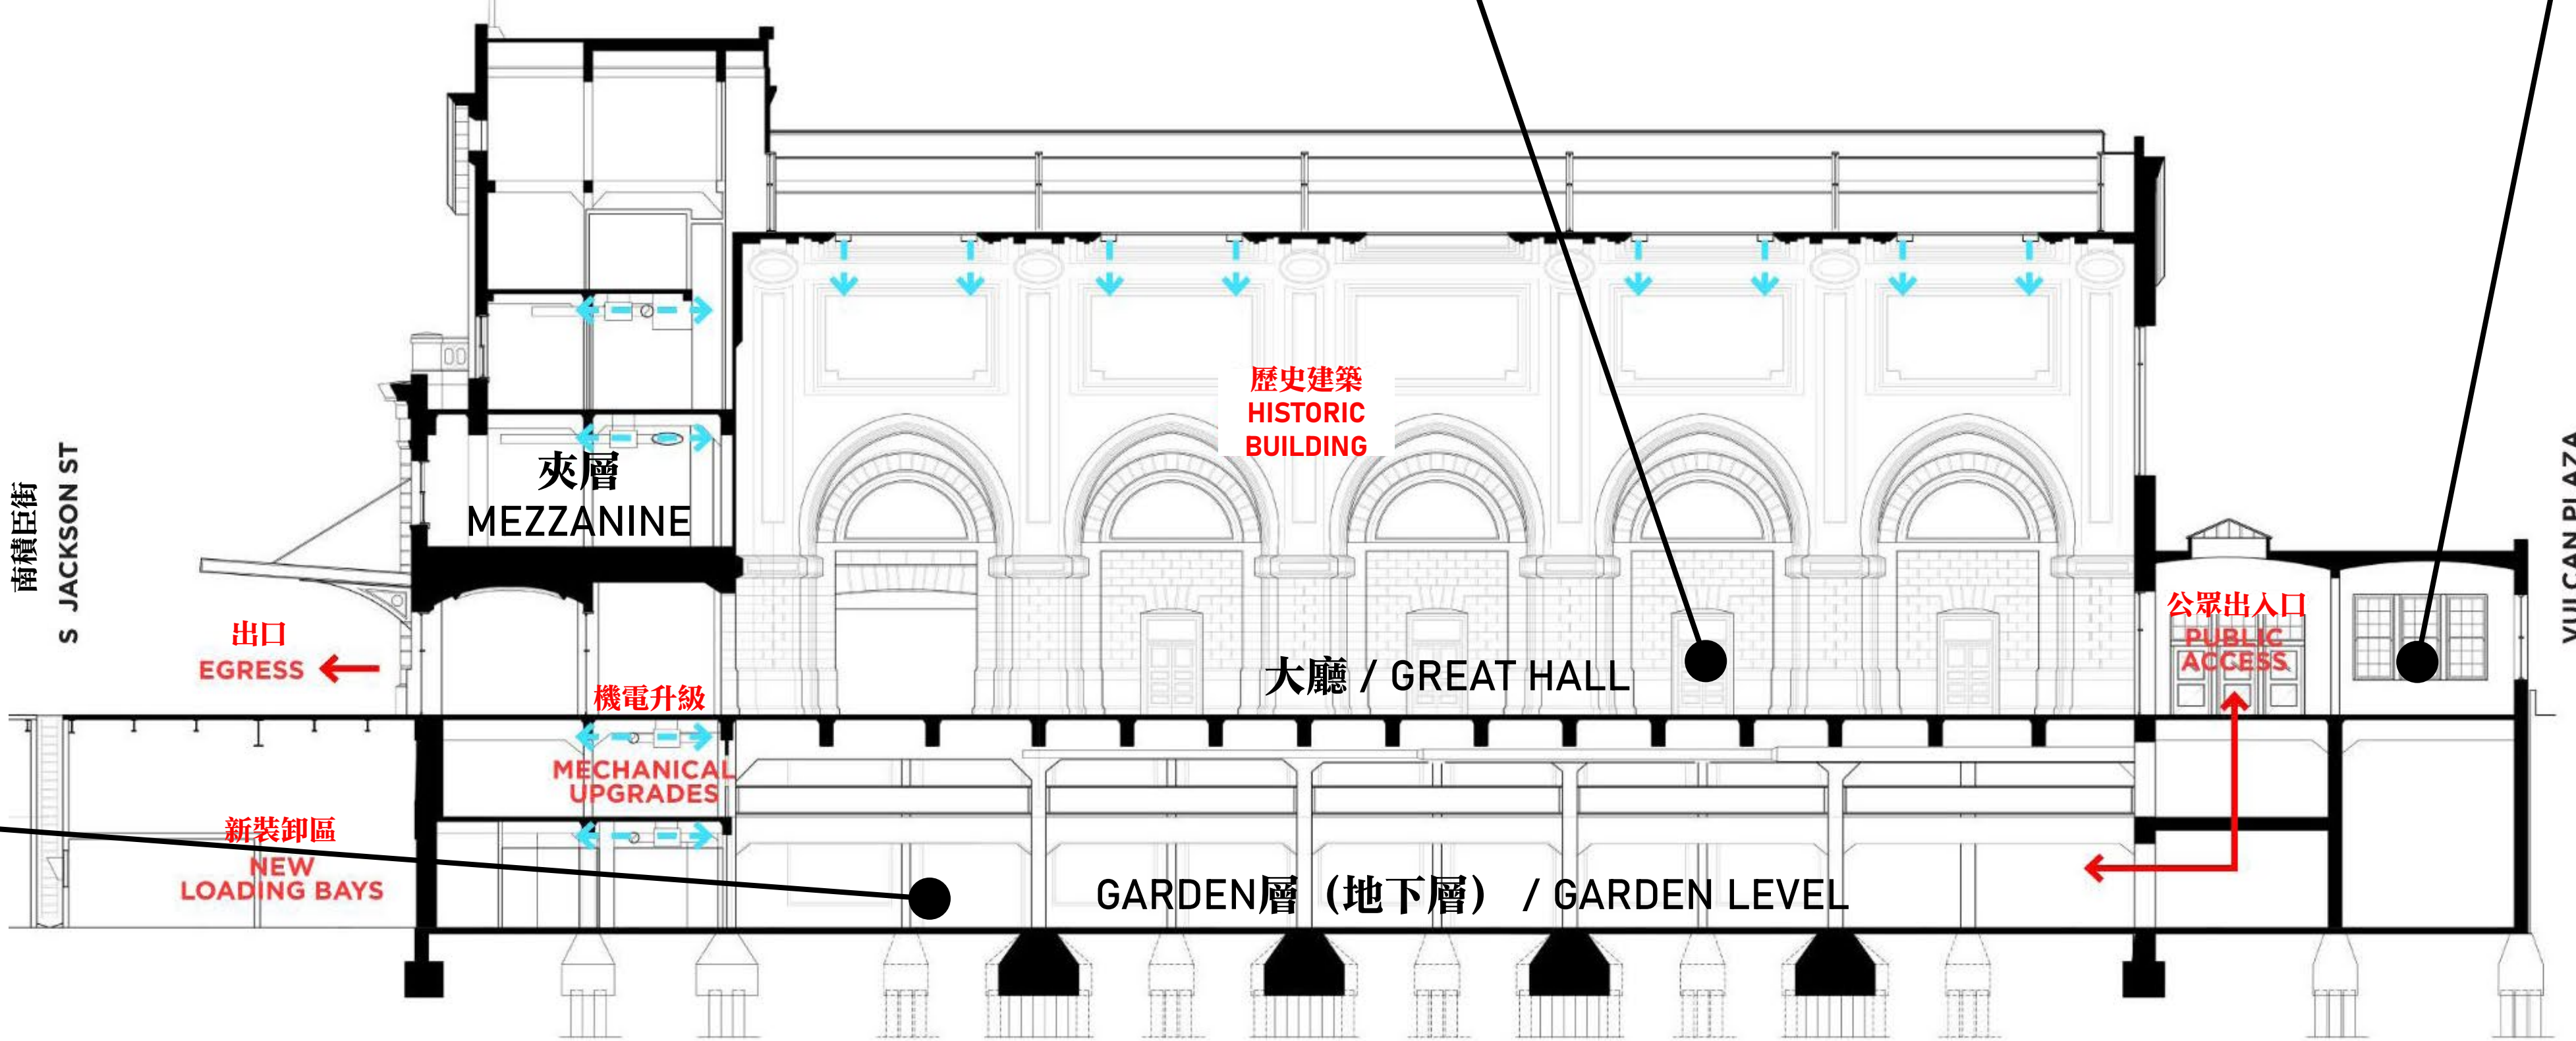 歷史建築
HISTORIC
BUILDING
夾層
MEZZANINE
南積臣街
S JACKSON ST
出口
EGRESS
公眾出入口
PUBLIC
ACCESS
VULCAN PLAZA
大廳 / GREAT HALL
機電升級
MECHANICAL
UPGRADES
新裝卸區
NEW
LOADING BAYS
GARDEN層（地下層） / GARDEN LEVEL